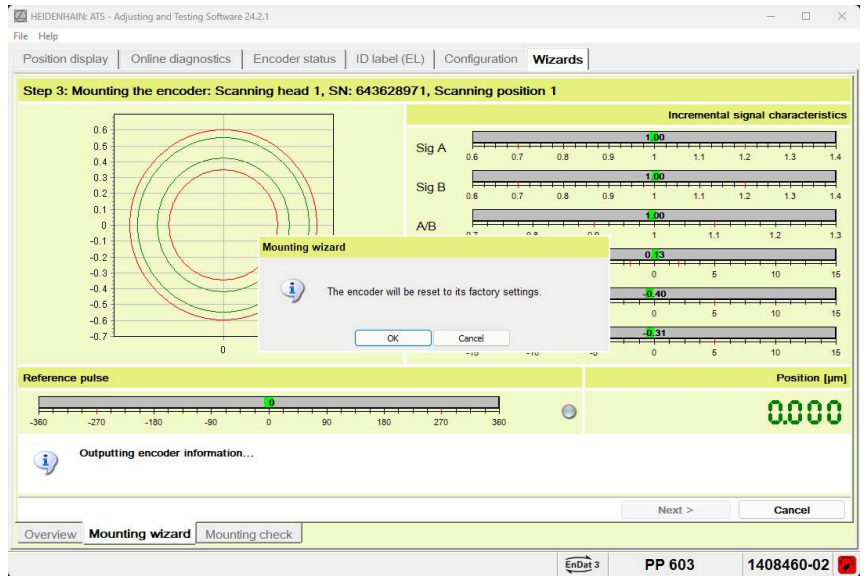 HEIDENHAIN: ATS - Adjusting and Testing Software 24.2.1
File Help
Position display Online diagnostics Encoder status ID label (EL) Configuration Wizards
Step 3: Mounting the encoder: Scanning head 1, SN: 643628971, Scanning position 1
Incremental signal characteristics
0.6
0.5
0.4
0.3
0.2
0.1
0
-0.1
-0.2
-0.3
-0.4
-0.5
-0.6
-0.7
0
Sig A
1.00
0.6 0.7 0.8 0.9 1 1.1 1.2 1.3 1.4
Sig B
1.00
0.6 0.7 0.8 0.9 1 1.1 1.2 1.3 1.4
A/B
1.00
1 1.1 1.2 1.3
0.13
0 5 10 15
-0.40
0 5 10 15
-0.31
0 5 10 15
Mounting wizard
The encoder will be reset to its factory settings.
OK Cancel
Reference pulse
0
-360 -270 -180 -90 0 90 180 270 360
Position [µm]
0.000
Outputting encoder information...
Next > Cancel
Overview Mounting wizard Mounting check
EnDat 3 PP 603 1408460-02